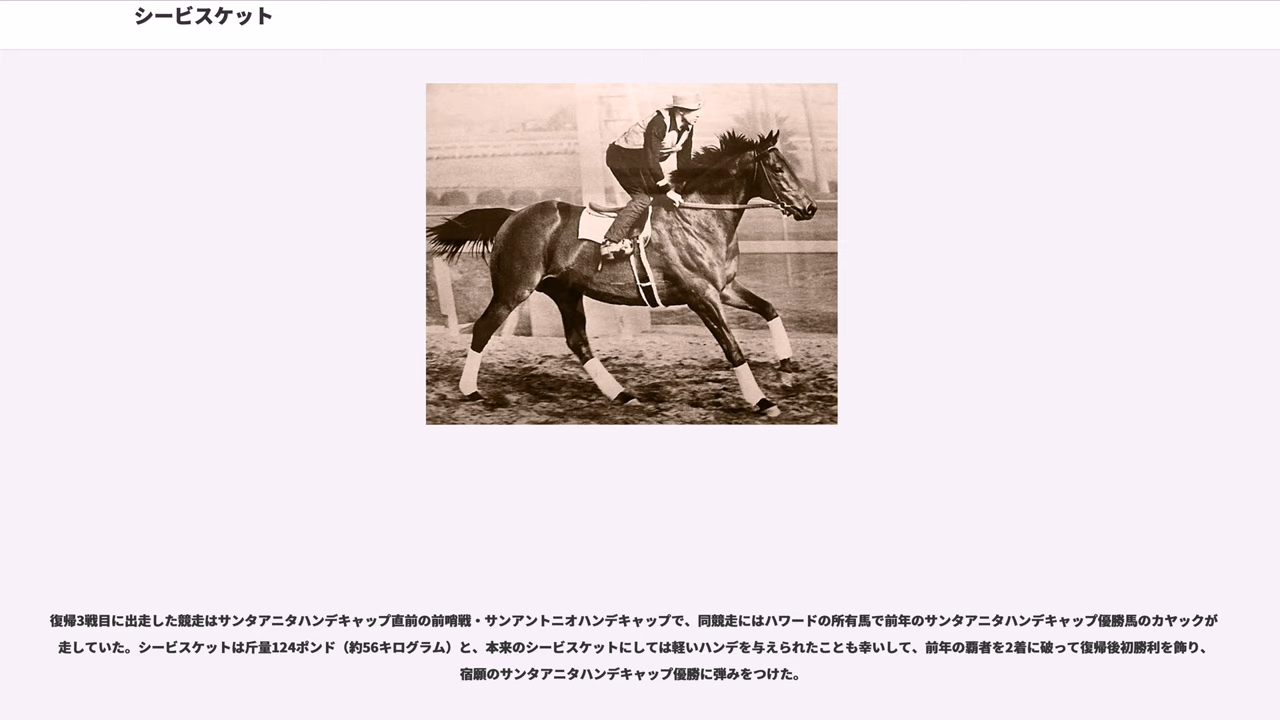 シービスケット
復帰3戦目に出走した競走はサンタアニタハンデキャップ直前の前哨戦・サンアントニオハンデキャップで、同競走にはハワードの所有馬で前年のサンタアニタハンデキャップ優勝馬のカヤックが
走していた。シービスケットは斤量124ポンド（約56キログラム）と、本来のシービスケットにしては軽いハンデを与えられたことも幸いして、前年の覇者を2着に破って復帰後初勝利を飾り、
宿願のサンタアニタハンデキャップ優勝に弾みをつけた。